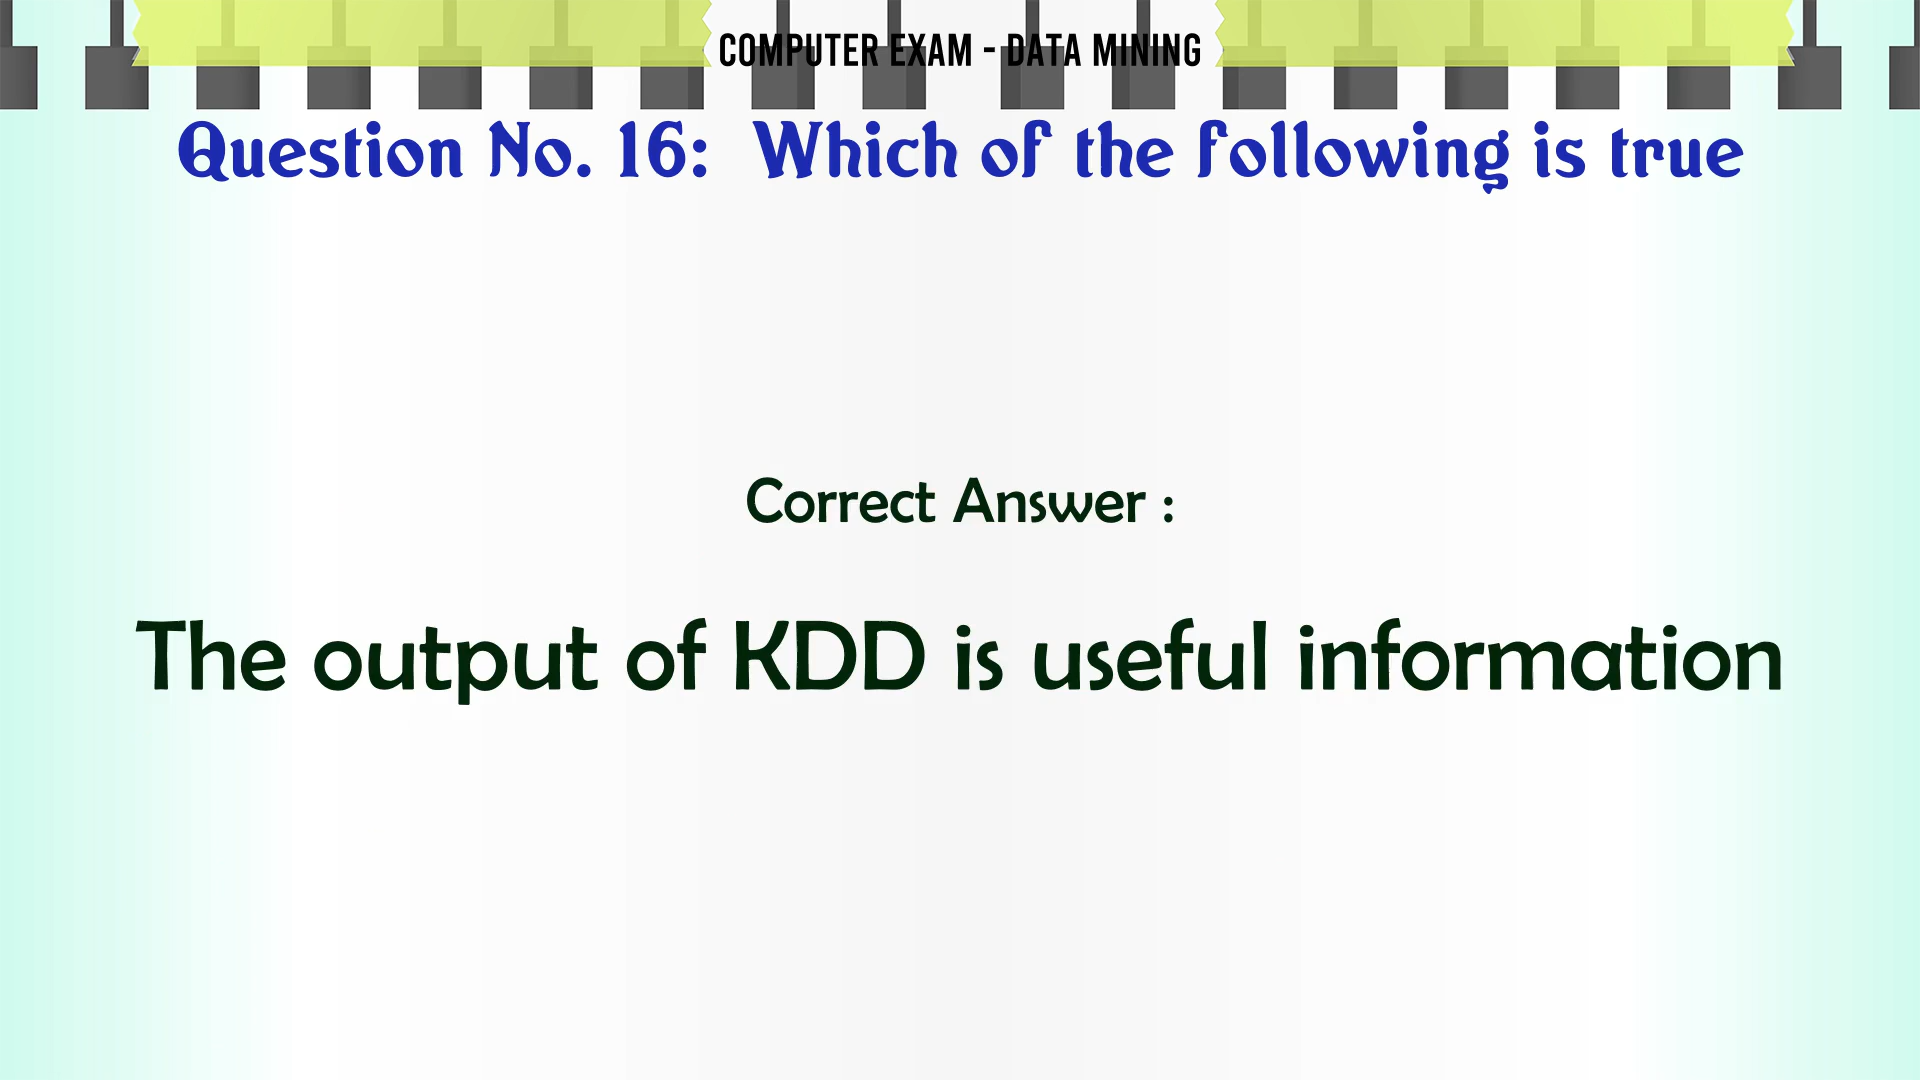 COMPUTER EXAM - DATA MINING
Question No. 16: Which of the following is true
Correct Answer :
The output of KDD is useful information